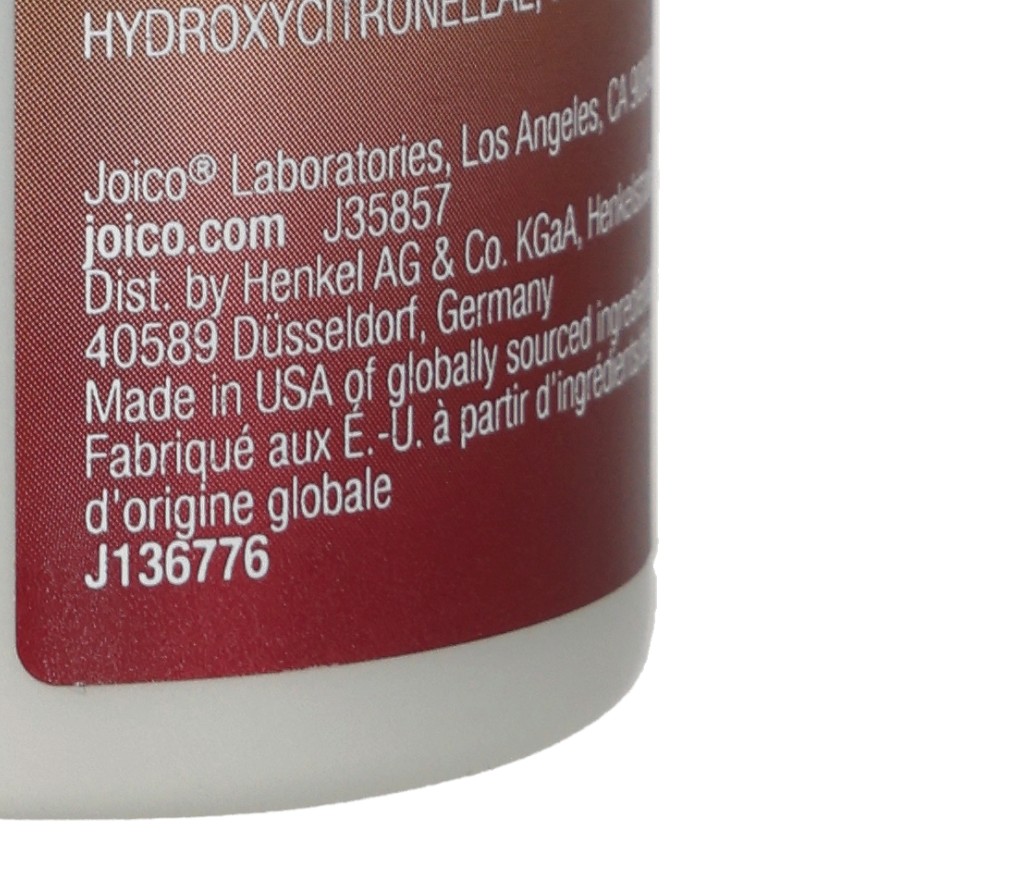 HYDROXYCITRONELLAL,
Joico® Laboratories, Los Angeles, CA
joico.com J35857
Dist. by Henkel AG & Co. KGaA,
40589 Düsseldorf, Germany
Made in USA of globally sourced
Fabriqué aux É.-U. à partir d'ingrédients
d'origine globale
J136776